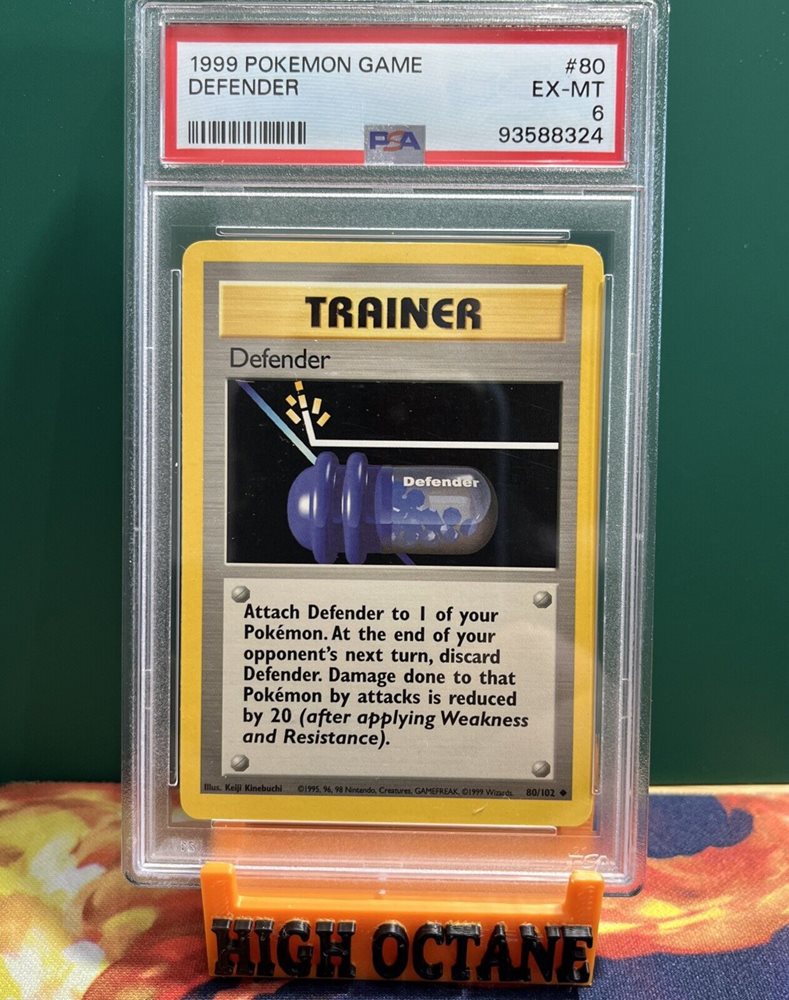 1999 POKEMON GAME #80
DEFENDER EX-MT
6
PSA 93588324
TRAINER
Defender
Defender
Attach Defender to 1 of your
Pokémon. At the end of your
opponent's next turn, discard
Defender. Damage done to that
Pokémon by attacks is reduced
by 20 (after applying Weakness
and Resistance).
Illus. Keiji Kinebuchi ©1995, 96, 98 Nintendo, Creatures, GAMEFREAK. ©1999 Wizards. 80/102
PSA
HIGH OCTANE